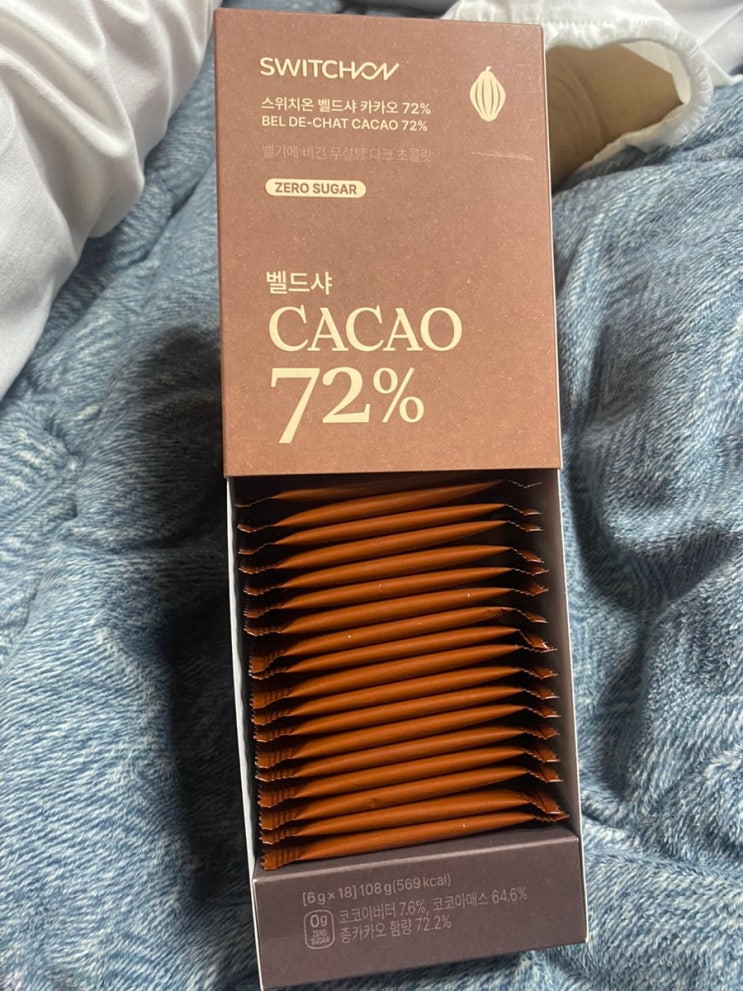 SWITCHON
스위치온 벨드샤 카카오 72%
BEL DE-CHAT CACAO 72%
벨기에 비건 무설탕 다크 초콜릿
ZERO SUGAR
벨드샤
CACAO
72%
[6g × 18] 108g(569kcal)
0g
ZERO
SUGAR
코코아버터 7.6%, 코코아매스 64.6%
총카카오 함량 72.2%